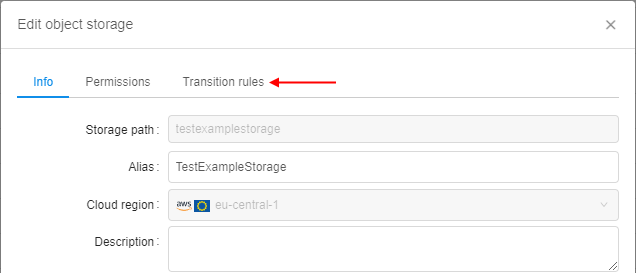 Edit object storage
Info Permissions Transition rules
Storage path: testexamplestorage
Alias: TestExampleStorage
Cloud region: aws eu-central-1
Description: